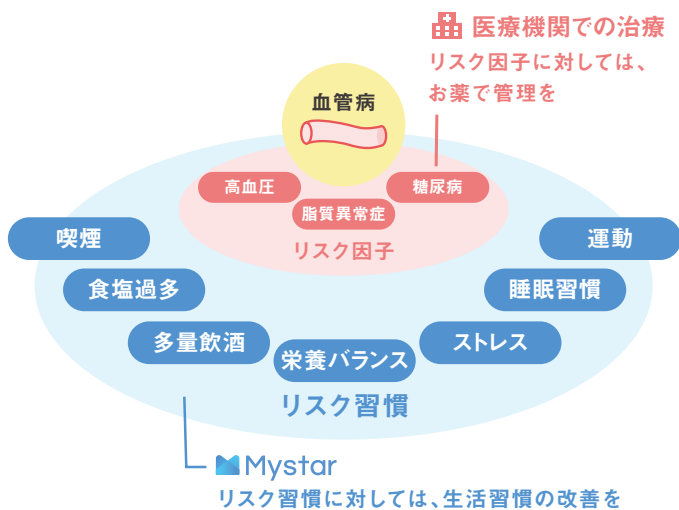 医療機関での治療
リスク因子に対しては、
お薬で管理を
血管病
高血圧
糖尿病
脂質異常症
リスク因子
喫煙
運動
食塩過多
睡眠習慣
多量飲酒
栄養バランス
ストレス
リスク習慣
Mystar
リスク習慣に対しては、生活習慣の改善を